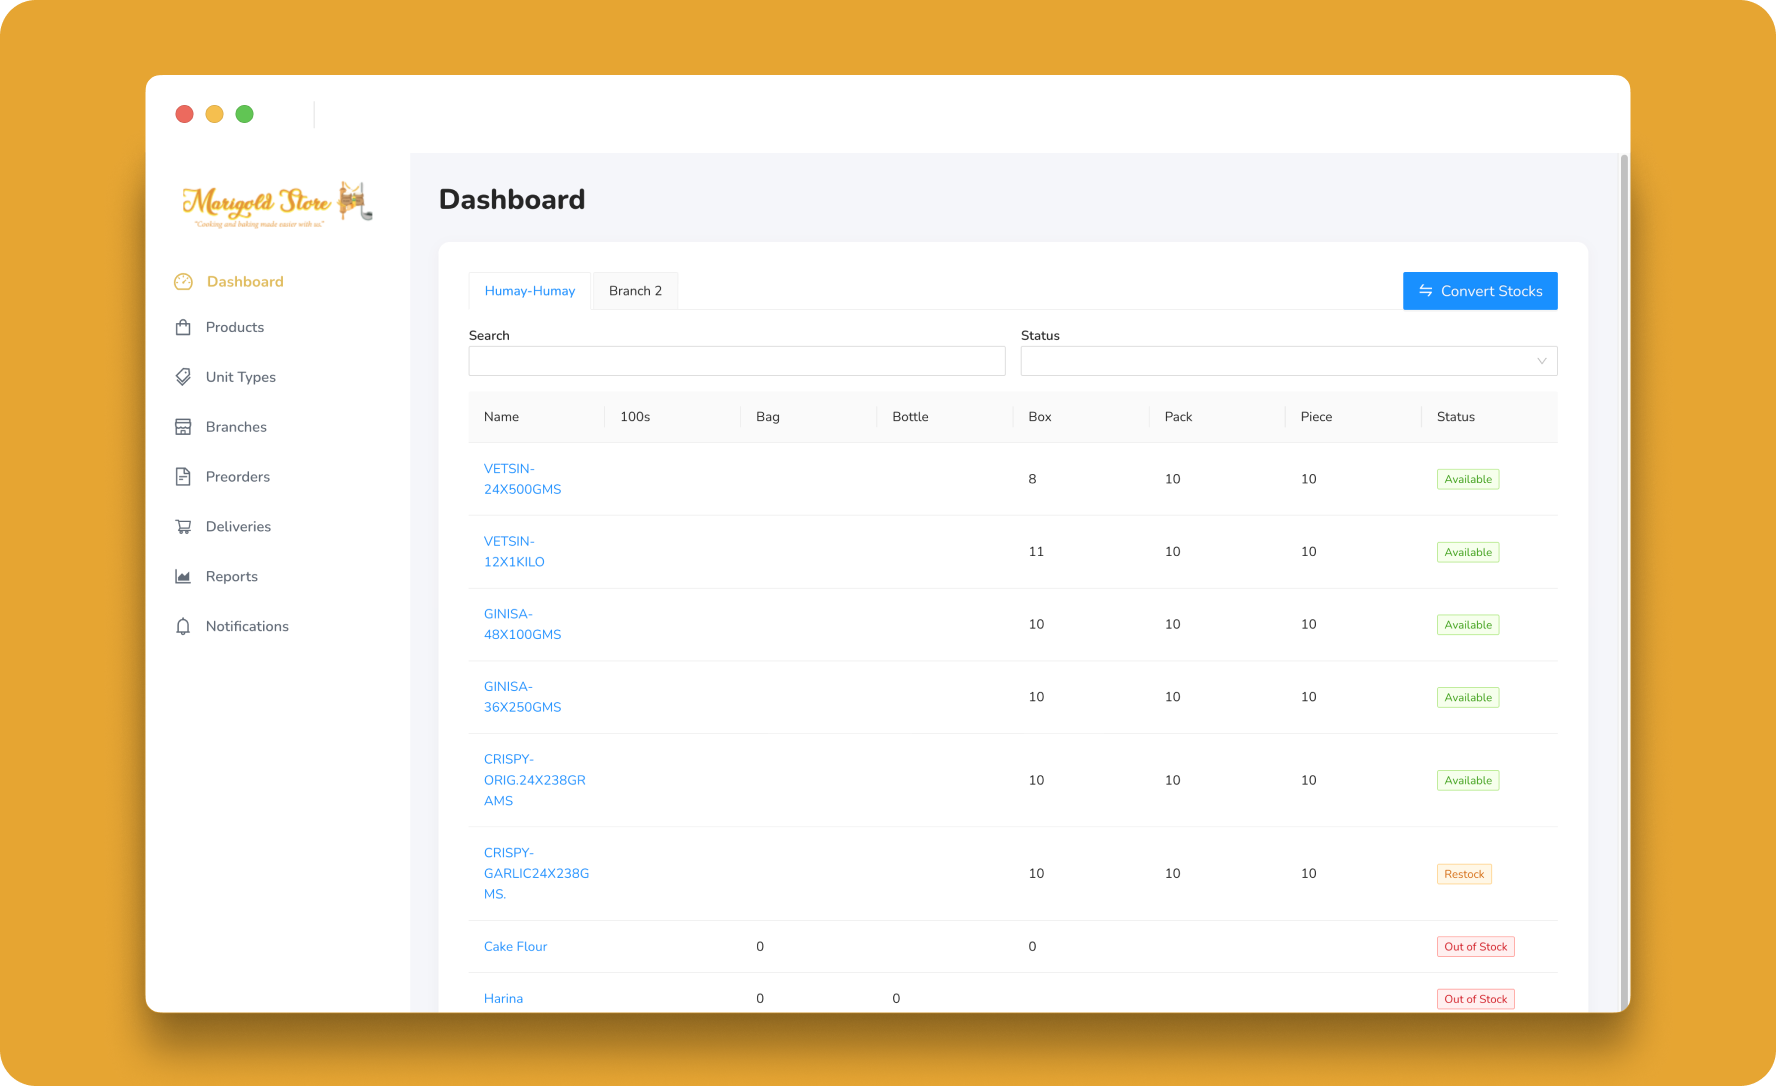 Marigold Store
"Cooking and baking made easier with us."
Dashboard
Products
Unit Types
Branches
Preorders
Deliveries
Reports
Notifications
Dashboard
Humay-Humay Branch 2 Convert Stocks
Search Status
Name 100s Bag Bottle Box Pack Piece Status
VETSIN-
24X500GMS 8 10 10 Available
VETSIN-
12X1KILO 11 10 10 Available
GINISA-
48X100GMS 10 10 10 Available
GINISA-
36X250GMS 10 10 10 Available
CRISPY-
ORIG.24X238GR 10 10 10 Available
AMS
CRISPY-
GARLIC24X238G 10 10 10 Restock
MS.
Cake Flour 0 0 Out of Stock
Harina 0 0 Out of Stock